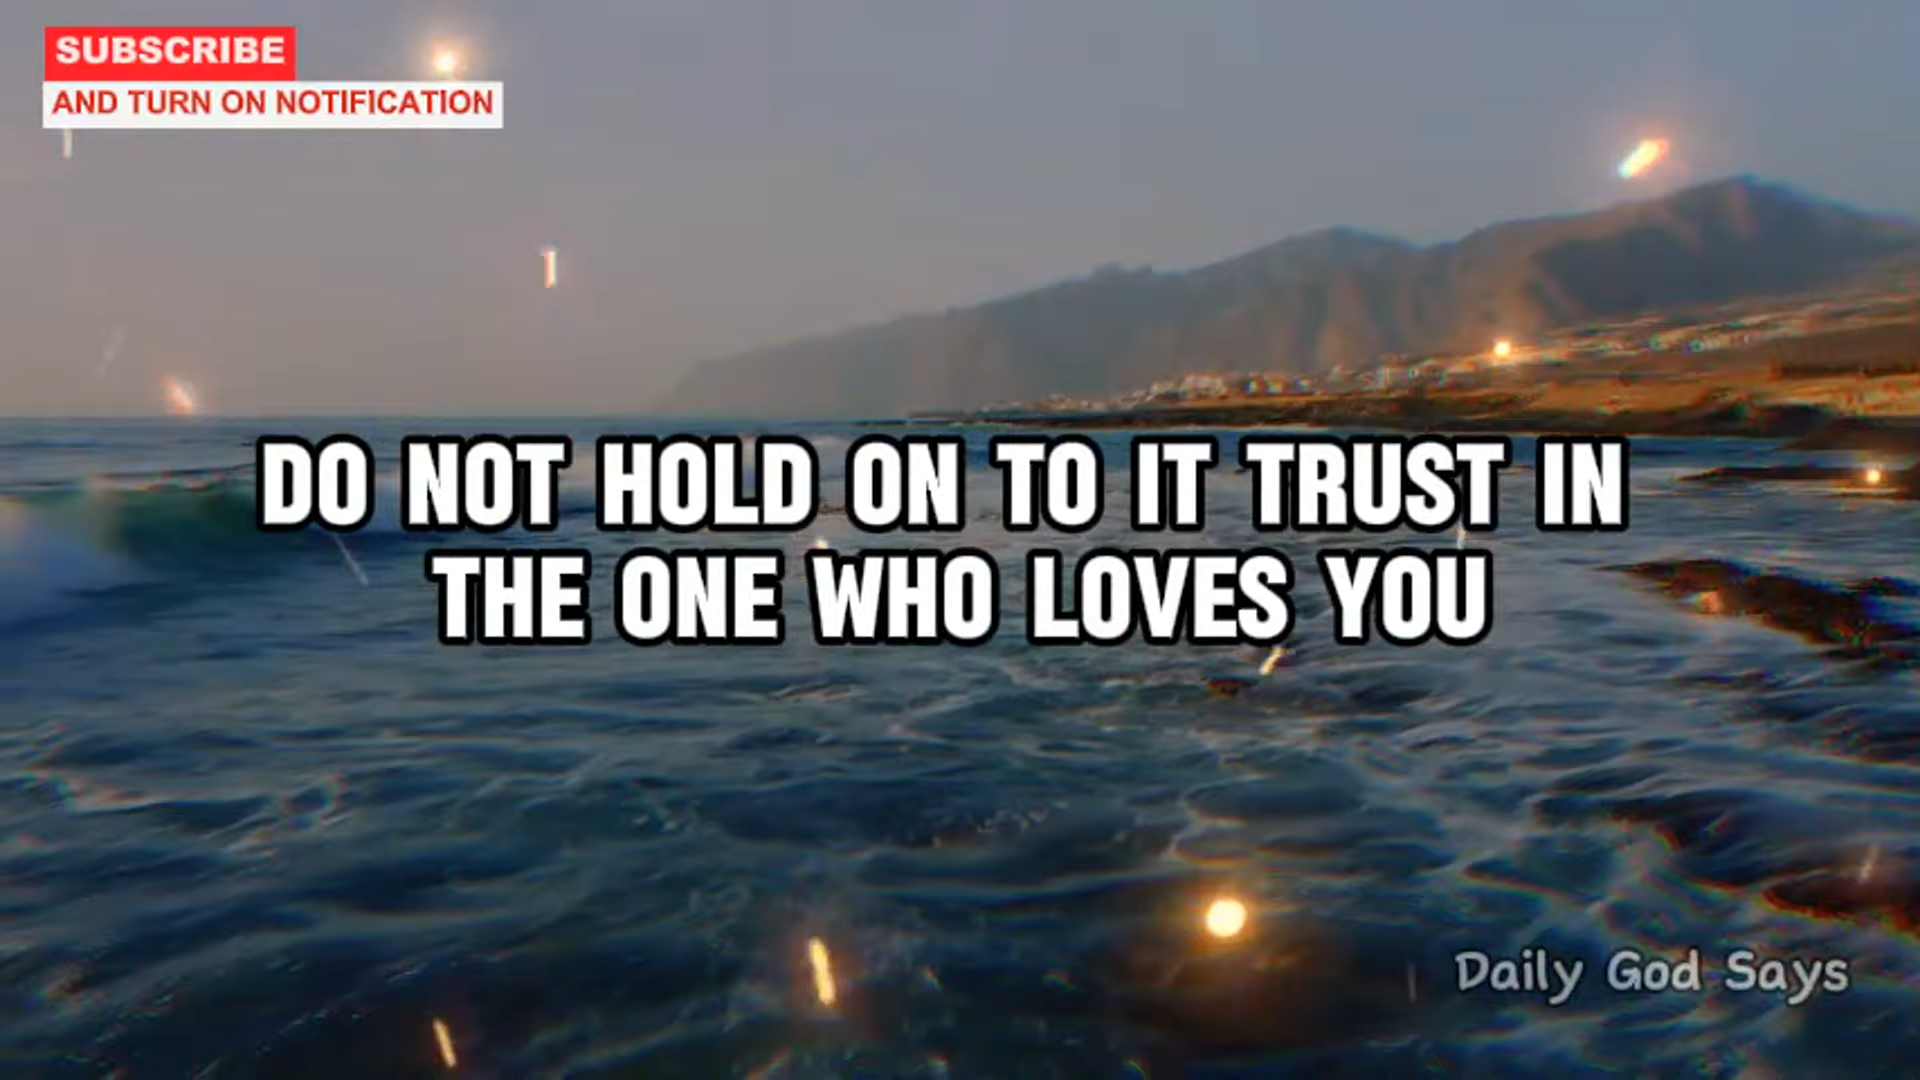 SUBSCRIBE
AND TURN ON NOTIFICATION
DO NOT HOLD ON TO IT TRUST IN
THE ONE WHO LOVES YOU
Daily God Says